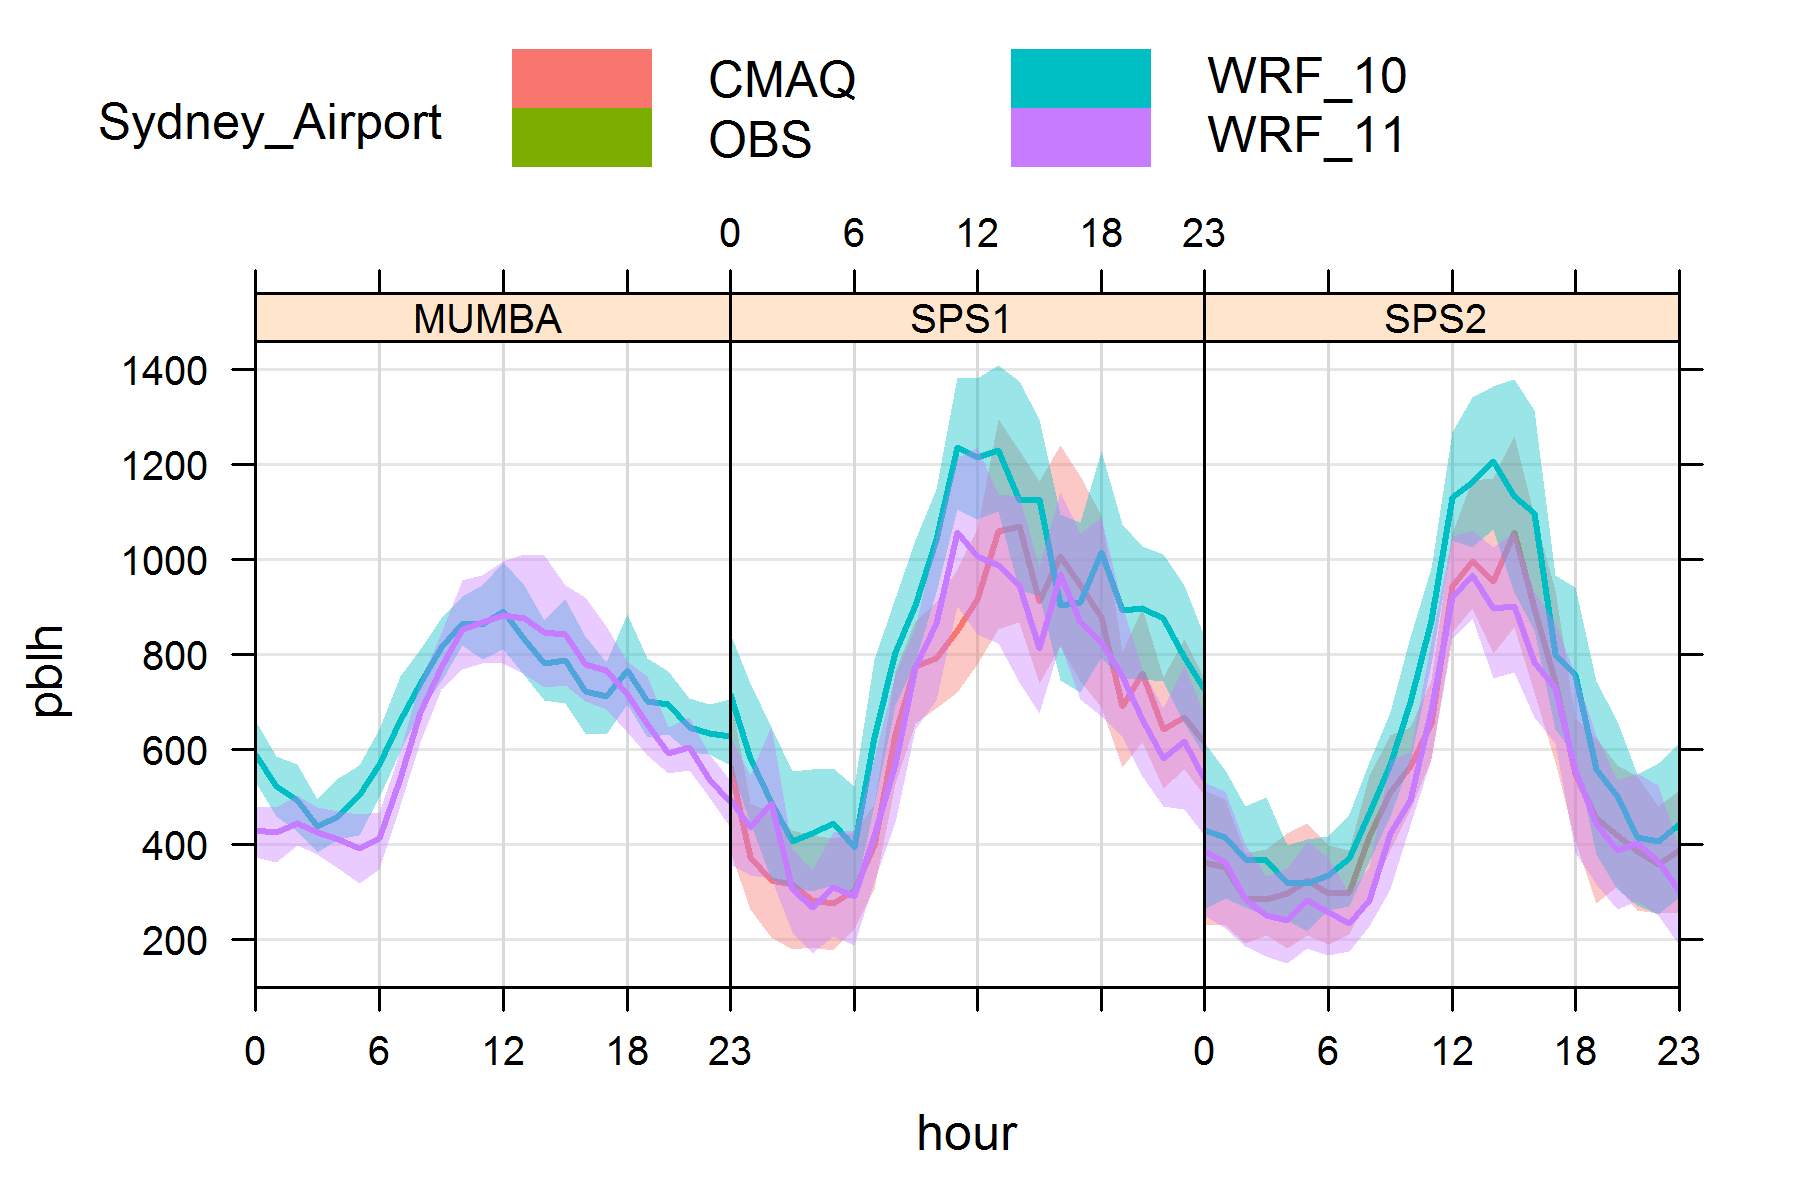 Sydney_Airport
CMAQ
OBS
WRF_10
WRF_11
0 6 12 18 23
MUMBA SPS1 SPS2
1400
1200
1000
800
600
400
200
pblh
0 6 12 18 23 0 6 12 18 23
hour